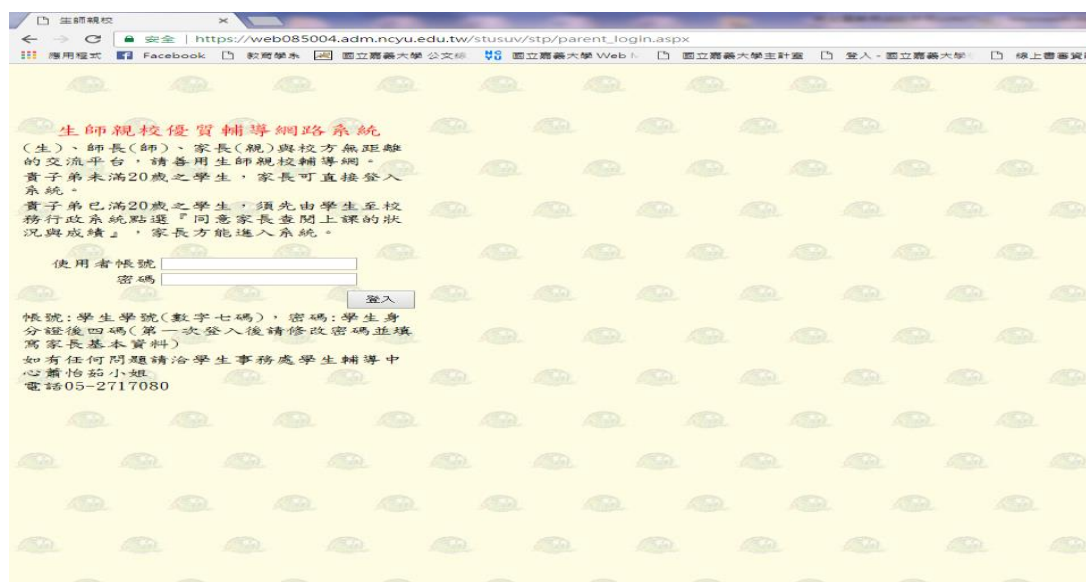 生師親校
安全 | https://web085004.adm.ncyu.edu.tw/stusuv/stp/parent_login.aspx
應用程式 Facebook 教育學系 國立嘉義大學 公文 國立嘉義大學 Web 國立嘉義大學主計室 登入 - 國立嘉義大學 線上書審資
生師親校優質輔導網路系統
(生)、師長(師)、家長(親)與校方無距離
的交流平台，請善用生師親校輔導網。
貴子弟未滿20歲之學生，家長可直接登入
系統。
貴子弟已滿20歲之學生，須先由學生至校
務行政系統點選『同意家長查閱上課的狀
況與成績』，家長方能進入系統。
使用者帳號
密碼
登入
帳號:學生學號(數字七碼)，密碼:學生身
分證後四碼(第一次登入後請修改密碼並填
寫家長基本資料)
如有任何問題請洽學生事務處學生輔導中
心蕭怡茹小姐
電話05-2717080